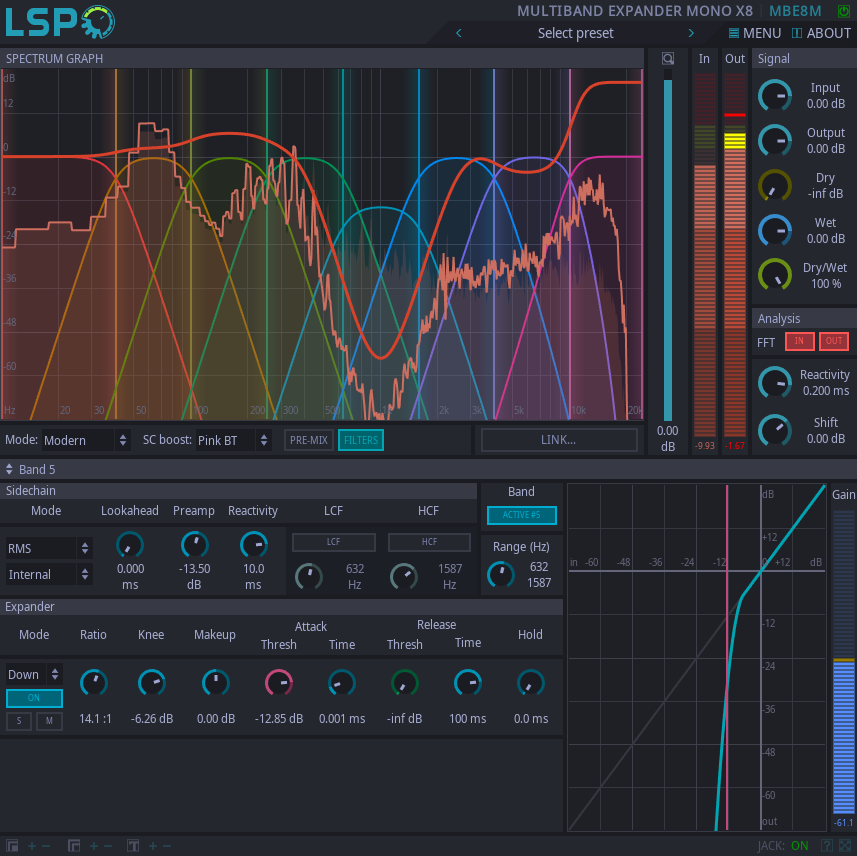 LSP
MULTIBAND EXPANDER MONO X8 MBE8M
Select preset
MENU
ABOUT
SPECTRUM GRAPH
dB
12
0
-12
-24
-36
-48
-60
Hz 20 30 50 100 200 300 500 1k 2k 3k 5k 10k 20k
0.00
dB
In Out
-9.93 -1.67
Signal
Input
0.00 dB
Output
0.00 dB
Dry
-inf dB
Wet
0.00 dB
Dry/Wet
100 %
Analysis
FFT IN OUT
Reactivity
0.200 ms
Shift
0.00 dB
Mode: Modern SC boost: Pink BT PRE-MIX FILTERS LINK...
Band 5
Sidechain
Mode Lookahead Preamp Reactivity LCF HCF
RMS
Internal
0.000
ms
-13.50
dB
10.0
ms
LCF
632
Hz
HCF
1587
Hz
Band
ACTIVE #5
Range (Hz)
632
1587
Expander
Mode Ratio Knee Makeup Attack Release Hold
Thresh Time Thresh Time
Down
ON
S M
14.1 :1 -6.26 dB 0.00 dB -12.85 dB 0.001 ms -inf dB 100 ms 0.0 ms
dB
+12
in -60 -48 -36 -24 -12 0 +12 dB
-12
-24
-36
-48
-60
out
Gain
-61.1
+ - + - + -
JACK: ON